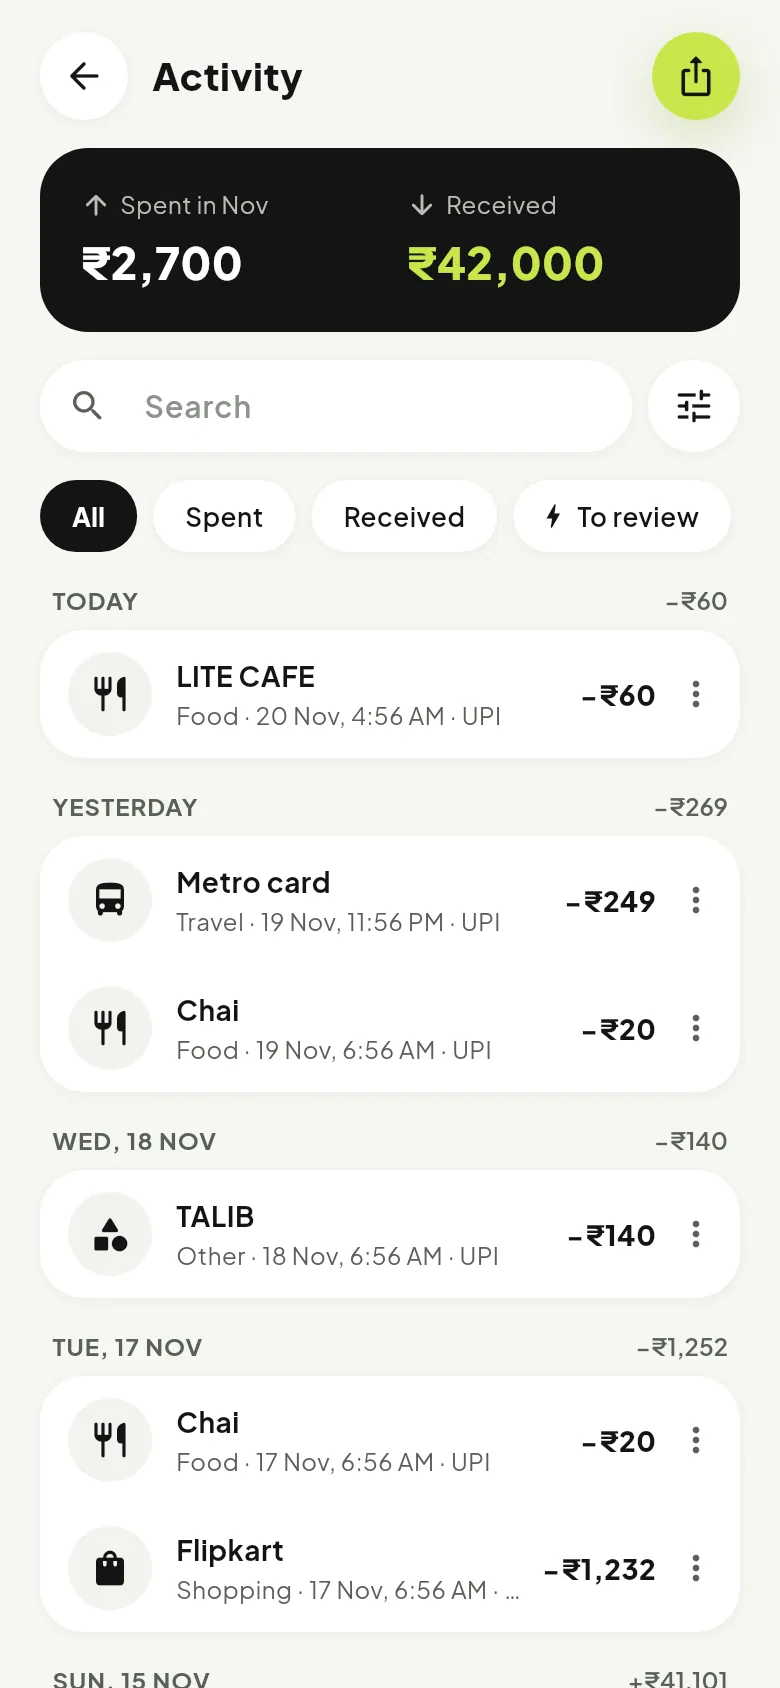 Activity
Spent in Nov
₹2,700
Received
₹42,000
Search
All
Spent
Received
To review
TODAY
–₹60
LITE CAFE
Food · 20 Nov, 4:56 AM · UPI
–₹60
YESTERDAY
–₹269
Metro card
Travel · 19 Nov, 11:56 PM · UPI
–₹249
Chai
Food · 19 Nov, 6:56 AM · UPI
–₹20
WED, 18 NOV
–₹140
TALIB
Other · 18 Nov, 6:56 AM · UPI
–₹140
TUE, 17 NOV
–₹1,252
Chai
Food · 17 Nov, 6:56 AM · UPI
–₹20
Flipkart
Shopping · 17 Nov, 6:56 AM · ...
–₹1,232
SUN, 15 NOV
+₹41,101